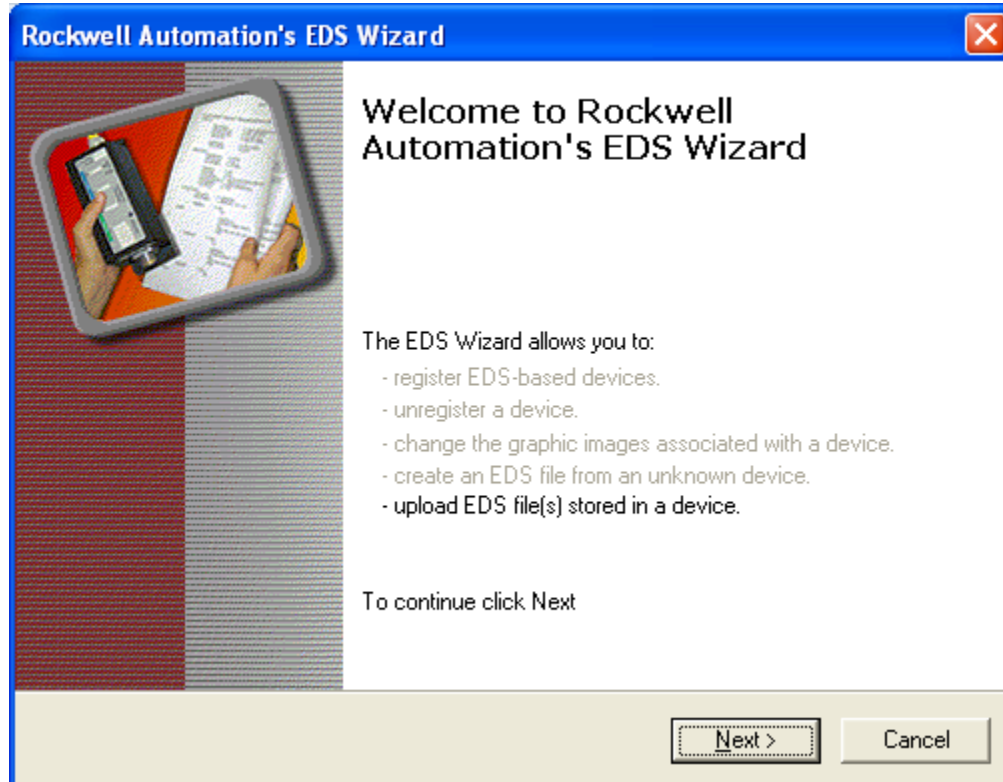 Rockwell Automation's EDS Wizard
Welcome to Rockwell
Automation's EDS Wizard
The EDS Wizard allows you to:
- register EDS-based devices.
- unregister a device.
- change the graphic images associated with a device.
- create an EDS file from an unknown device.
- upload EDS file(s) stored in a device.
To continue click Next
Next >
Cancel